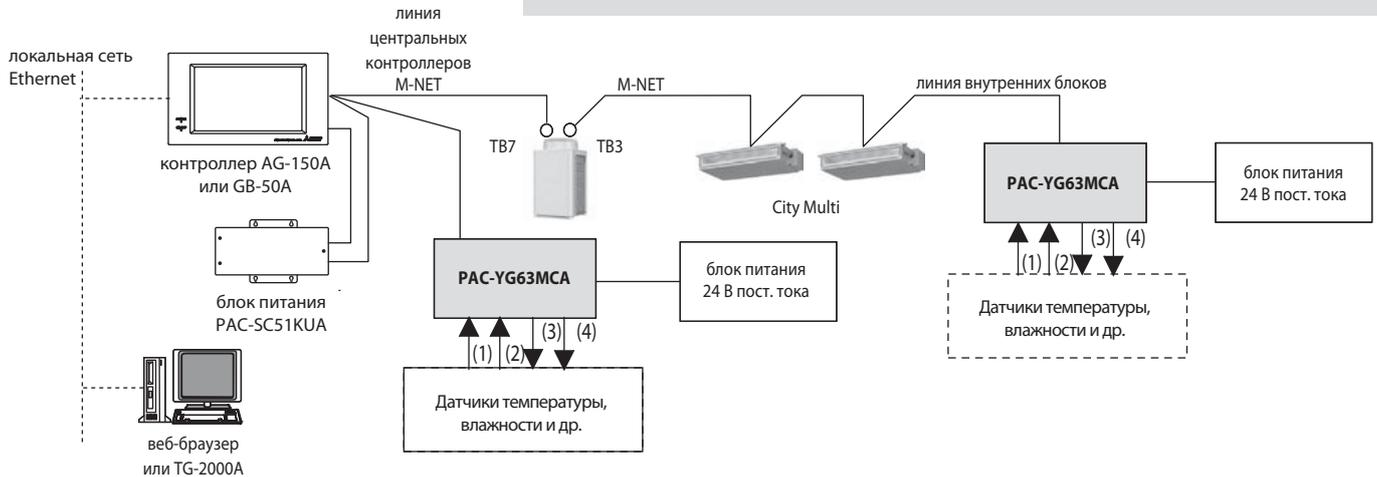 линия
центральных
контроллеров
M-NET
локальная сеть
Ethernet
контроллер AG-150A
или GB-50A
блок питания
PAC-SC51KUA
веб-браузер
или TG-2000A
TB7
TB3
M-NET
City Multi
линия внутренних блоков
PAC-YG63MCA
блок питания
24 В пост. тока
(1)
(2)
(3)
(4)
Датчики температуры,
влажности и др.
PAC-YG63MCA
блок питания
24 В пост. тока
(1)
(2)
(3)
(4)
Датчики температуры,
влажности и др.